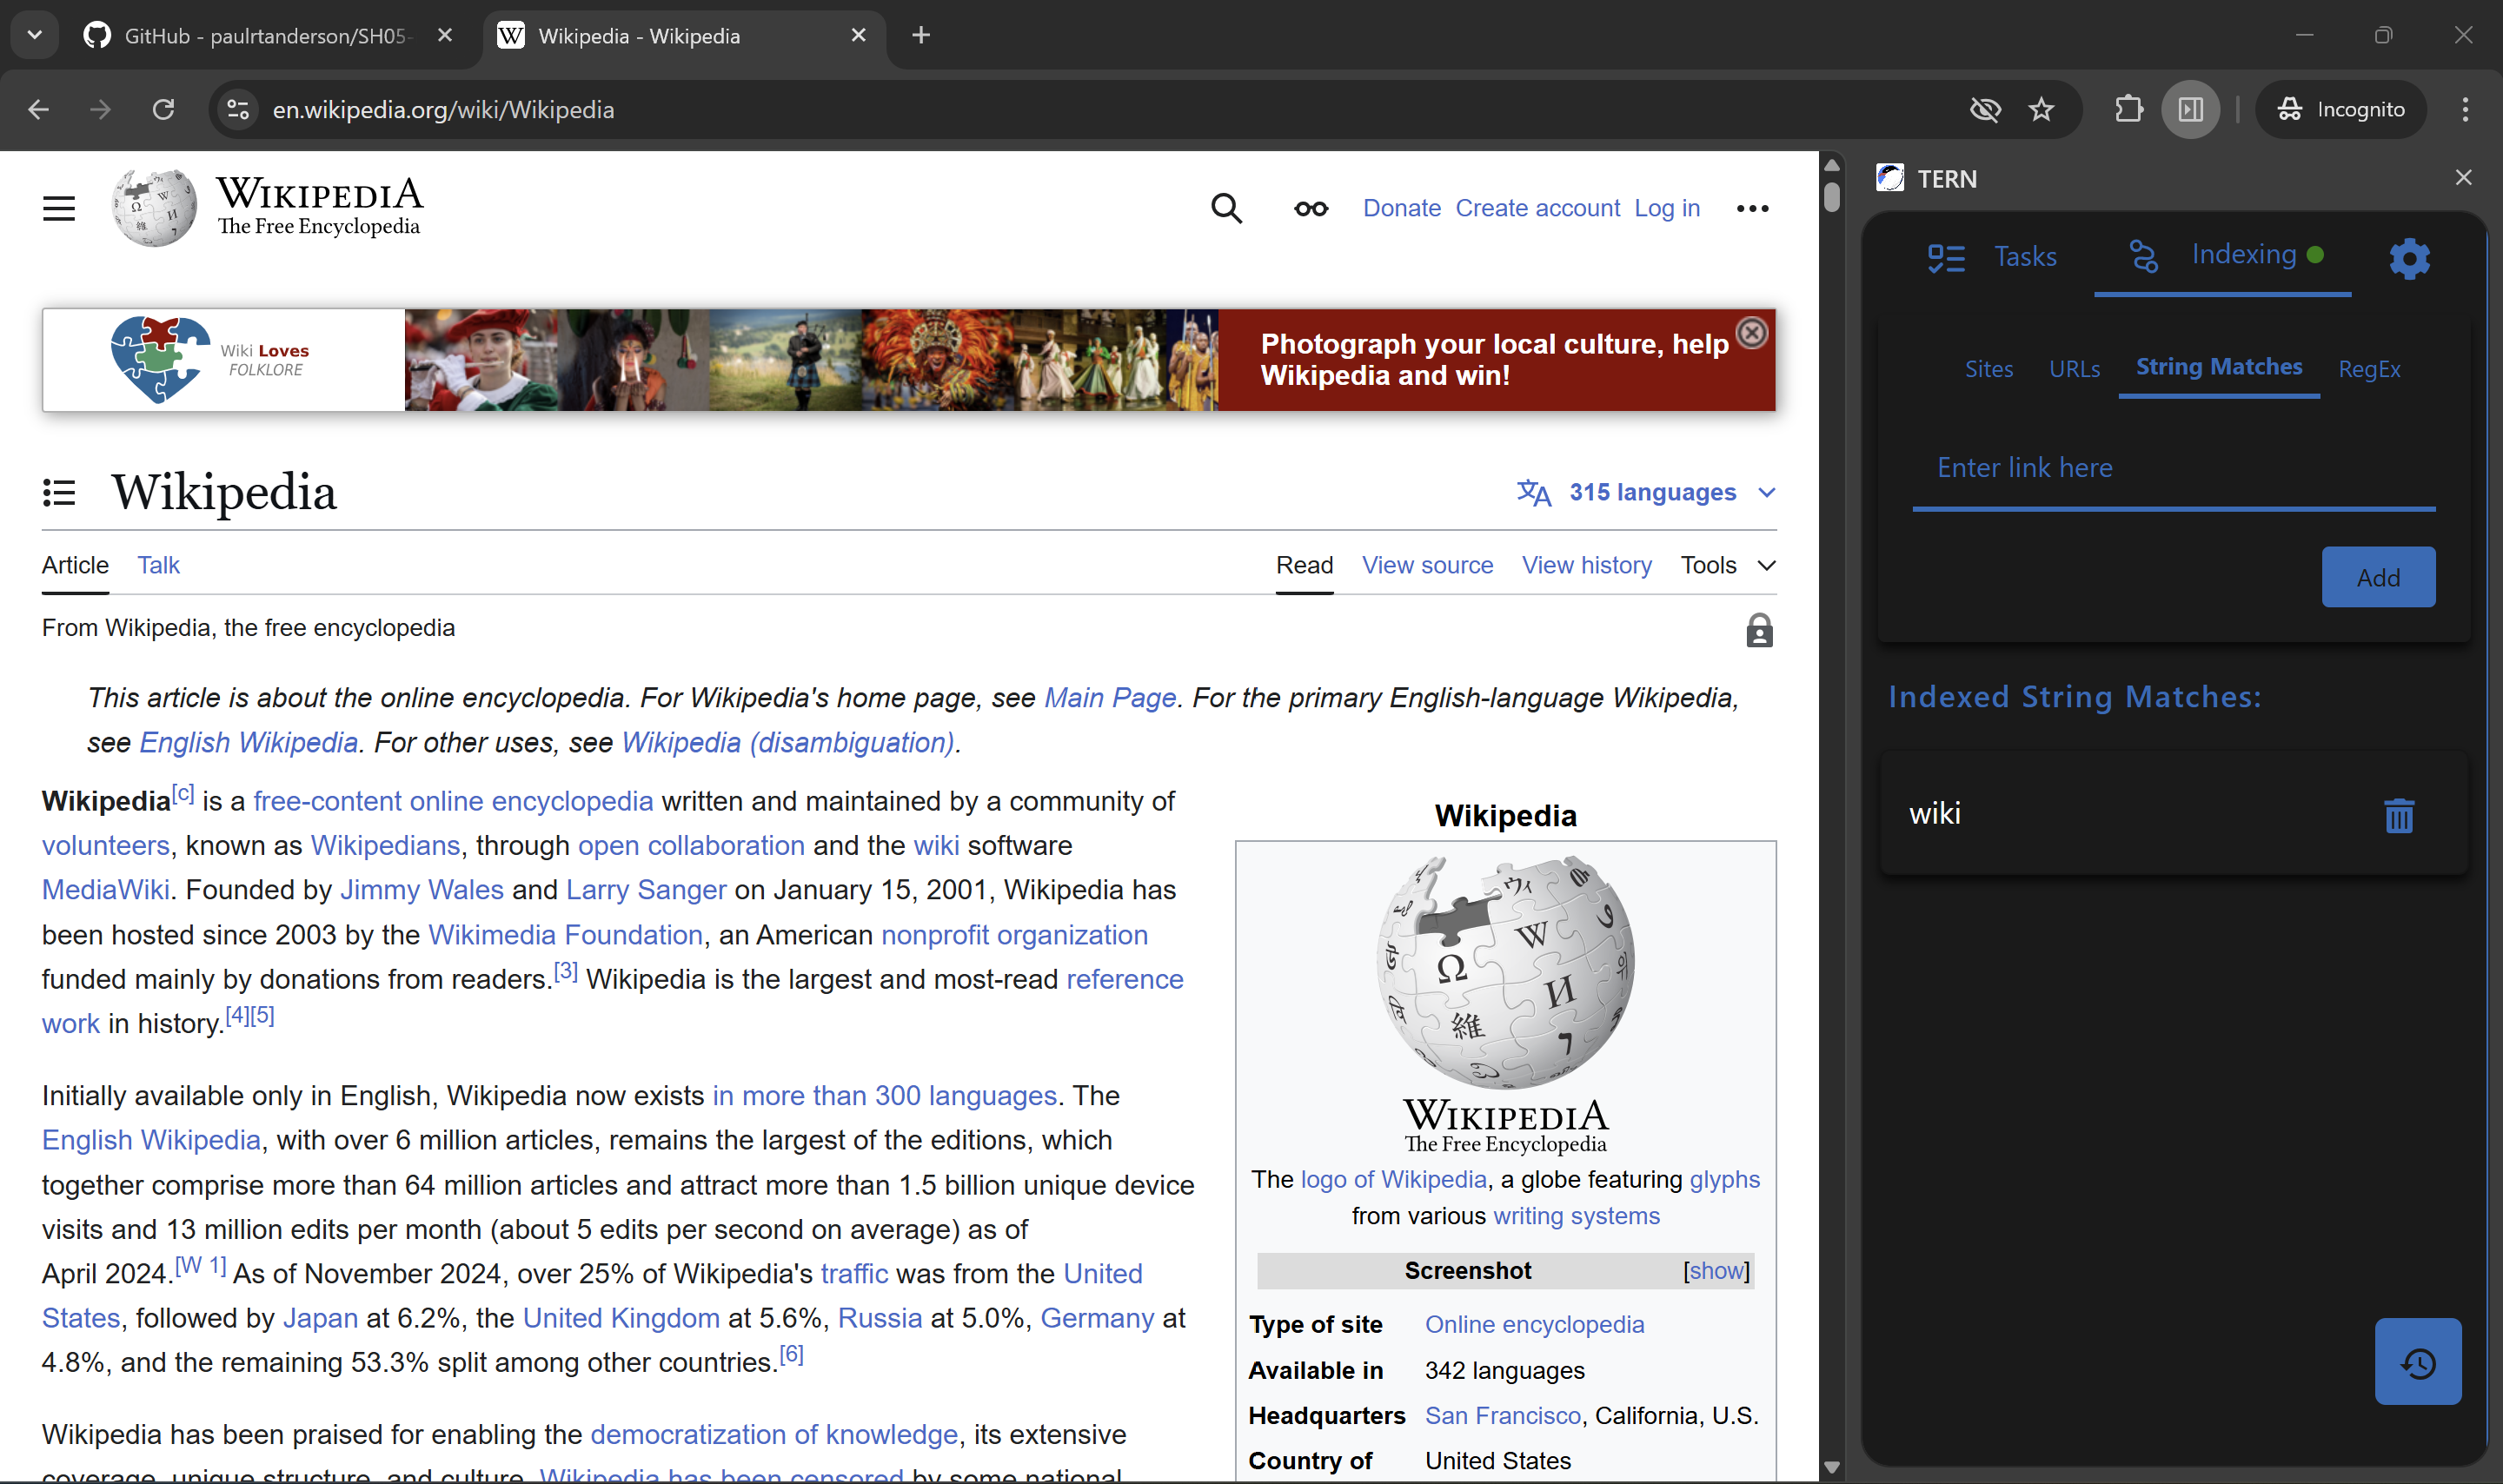 GitHub - paulrtanderson/SH05-
Wikipedia - Wikipedia
en.wikipedia.org/wiki/Wikipedia
Incognito
WIKIPEDIA
The Free Encyclopedia
Donate Create account Log in
Wiki Loves
FOLKLORE
Photograph your local culture, help
Wikipedia and win!
Wikipedia
315 languages
Article Talk
Read View source View history Tools
From Wikipedia, the free encyclopedia
This article is about the online encyclopedia. For Wikipedia's home page, see Main Page. For the primary English-language Wikipedia,
see English Wikipedia. For other uses, see Wikipedia (disambiguation).
Wikipedia[c] is a free-content online encyclopedia written and maintained by a community of
volunteers, known as Wikipedians, through open collaboration and the wiki software
MediaWiki. Founded by Jimmy Wales and Larry Sanger on January 15, 2001, Wikipedia has
been hosted since 2003 by the Wikimedia Foundation, an American nonprofit organization
funded mainly by donations from readers.[3] Wikipedia is the largest and most-read reference
work in history.[4][5]
Initially available only in English, Wikipedia now exists in more than 300 languages. The
English Wikipedia, with over 6 million articles, remains the largest of the editions, which
together comprise more than 64 million articles and attract more than 1.5 billion unique device
visits and 13 million edits per month (about 5 edits per second on average) as of
April 2024.[W 1] As of November 2024, over 25% of Wikipedia's traffic was from the United
States, followed by Japan at 6.2%, the United Kingdom at 5.6%, Russia at 5.0%, Germany at
4.8%, and the remaining 53.3% split among other countries.[6]
Wikipedia has been praised for enabling the democratization of knowledge, its extensive
coverage, unique structure, and culture. Wikipedia has been censored by some national
Wikipedia
Ω W И 維 ウィ 7
WIKIPEDIA
The Free Encyclopedia
The logo of Wikipedia, a globe featuring glyphs
from various writing systems
Screenshot [show]
Type of site Online encyclopedia
Available in 342 languages
Headquarters San Francisco, California, U.S.
Country of United States
TERN
Tasks
Indexing
Sites URLs String Matches RegEx
Enter link here
Add
Indexed String Matches:
wiki